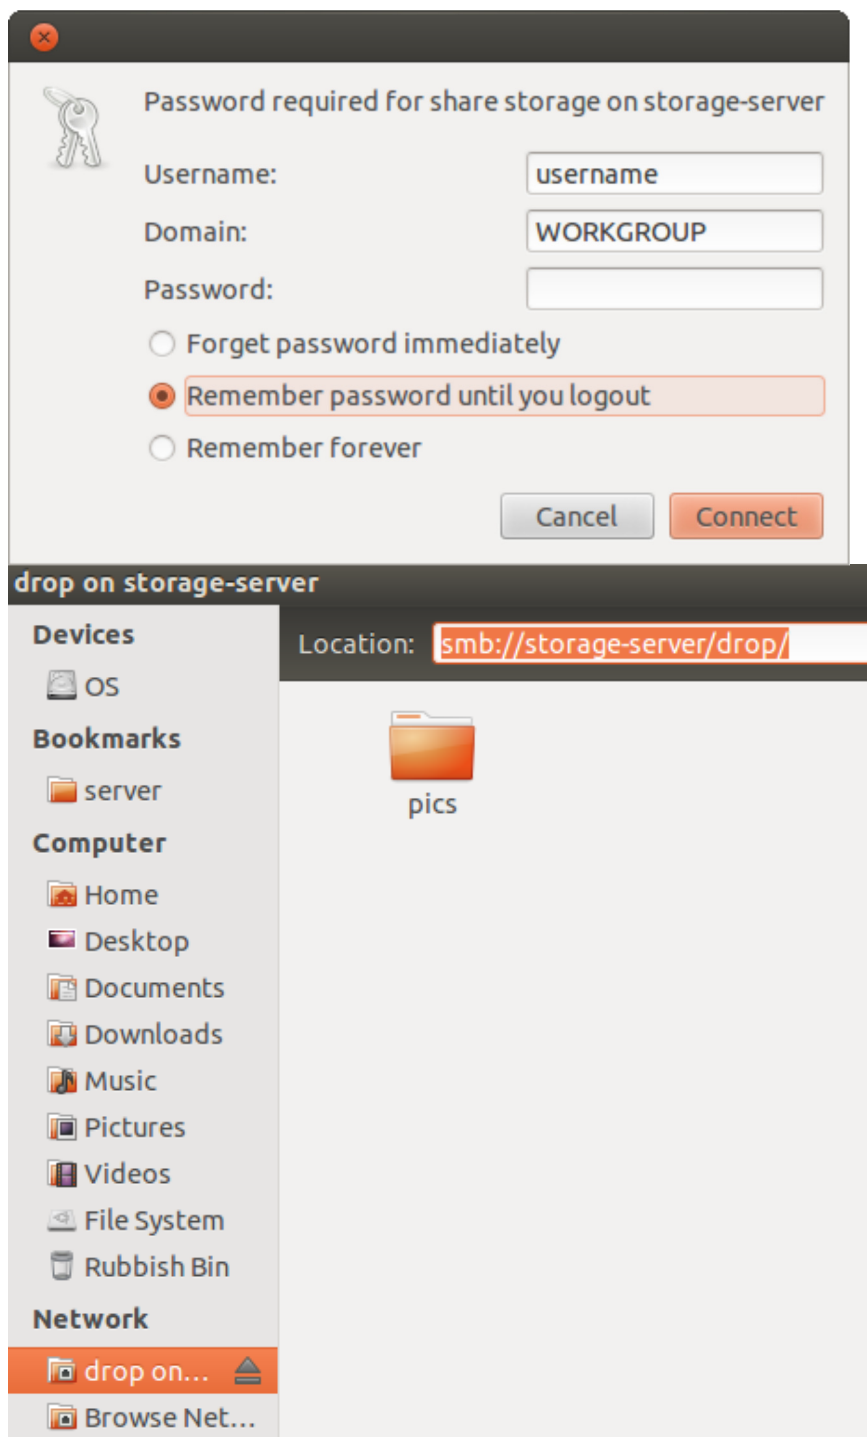 Password required for share storage on storage-server
Username:
username
Domain:
WORKGROUP
Password:
Forget password immediately
Remember password until you logout
Remember forever
Cancel
Connect
drop on storage-server
Devices
OS
Bookmarks
server
Computer
Home
Desktop
Documents
Downloads
Music
Pictures
Videos
File System
Rubbish Bin
Network
drop on...
Browse Net...
Location:
smb://storage-server/drop/
pics